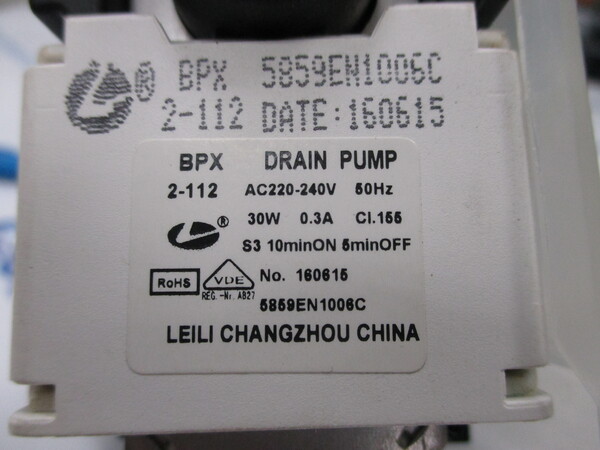 ® BPX 5859EN1006C
2-112 DATE:160615
BPX DRAIN PUMP
2-112 AC220-240V 50Hz
® 30W 0.3A Cl.155
S3 10minON 5minOFF
RoHS VDE No. 160615
REG.-Nr. AB27
5859EN1006C
LEILI CHANGZHOU CHINA